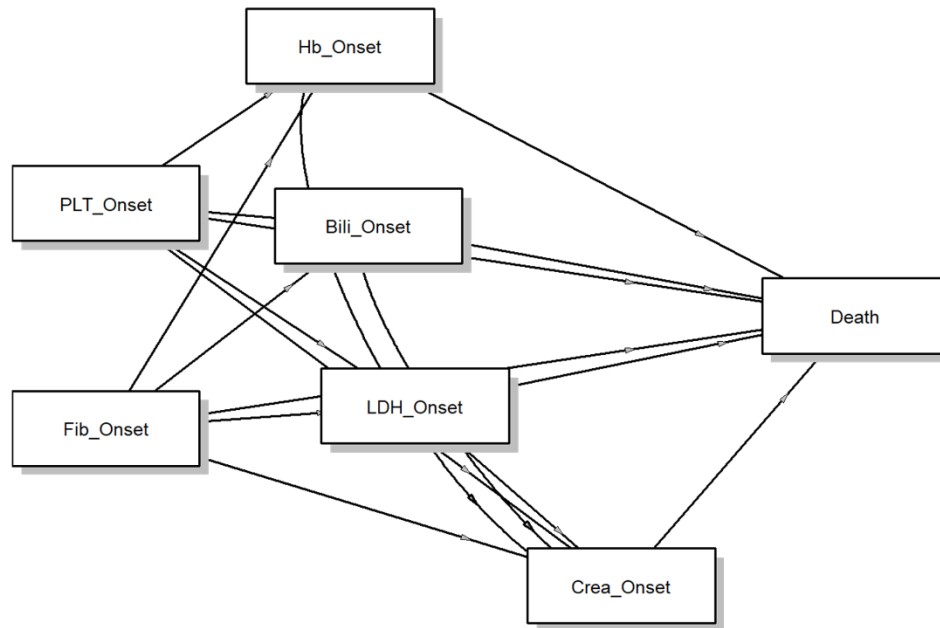 Hb_Onset
PLT_Onset
Bili_Onset
Death
LDH_Onset
Fib_Onset
Crea_Onset